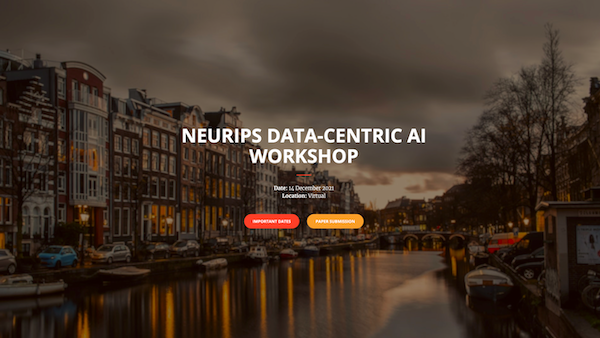 NEURIPS DATA-CENTRIC AI
WORKSHOP
Date: 14 December 2021
Location: Virtual
IMPORTANT DATES PAPER SUBMISSION